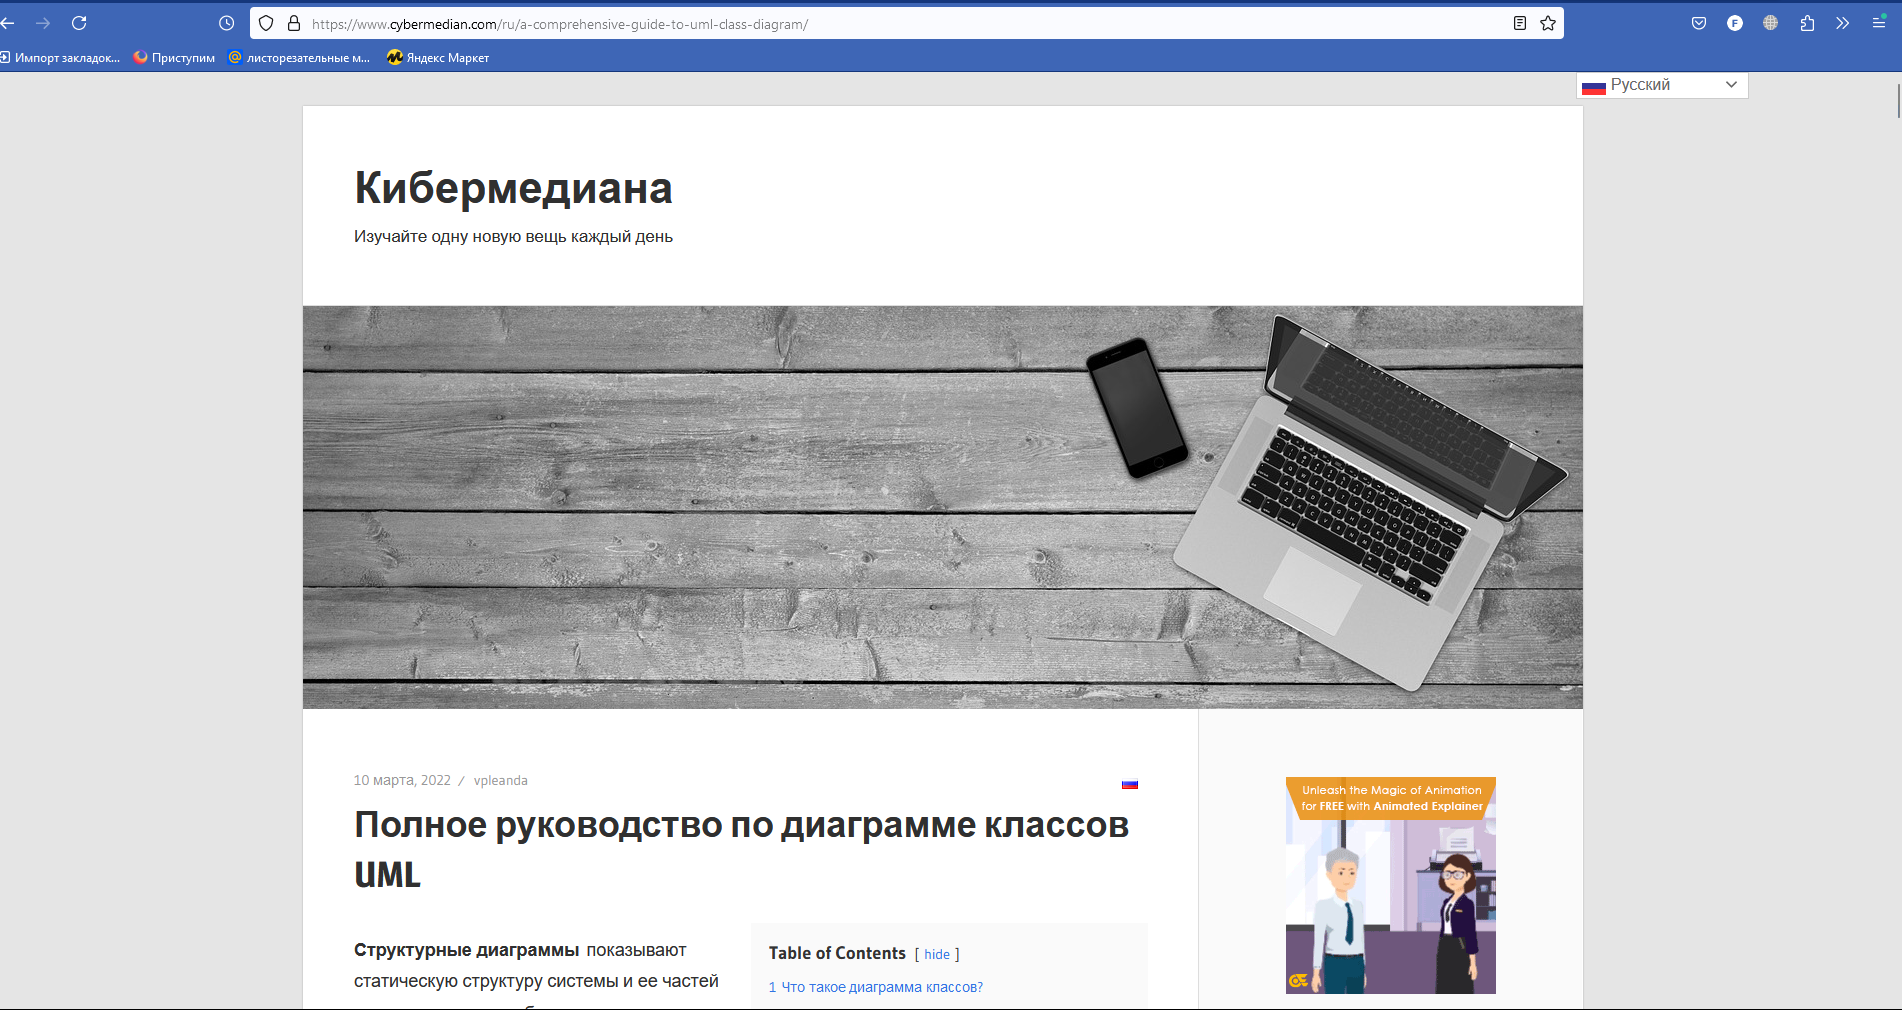 https://www.cybermedian.com/ru/a-comprehensive-guide-to-uml-class-diagram/
F
Импорт закладок...
Приступим
листорезательные м...
Яндекс Маркет
Русский
Кибермедиана
Изучайте одну новую вещь каждый день
10 марта, 2022 / vpleanda
Полное руководство по диаграмме классов
UML
Структурные диаграммы показывают
статическую структуру системы и ее частей
Table of Contents [ hide ]
1 Что такое диаграмма классов?
Unleash the Magic of Animation
for FREE with Animated Explainer